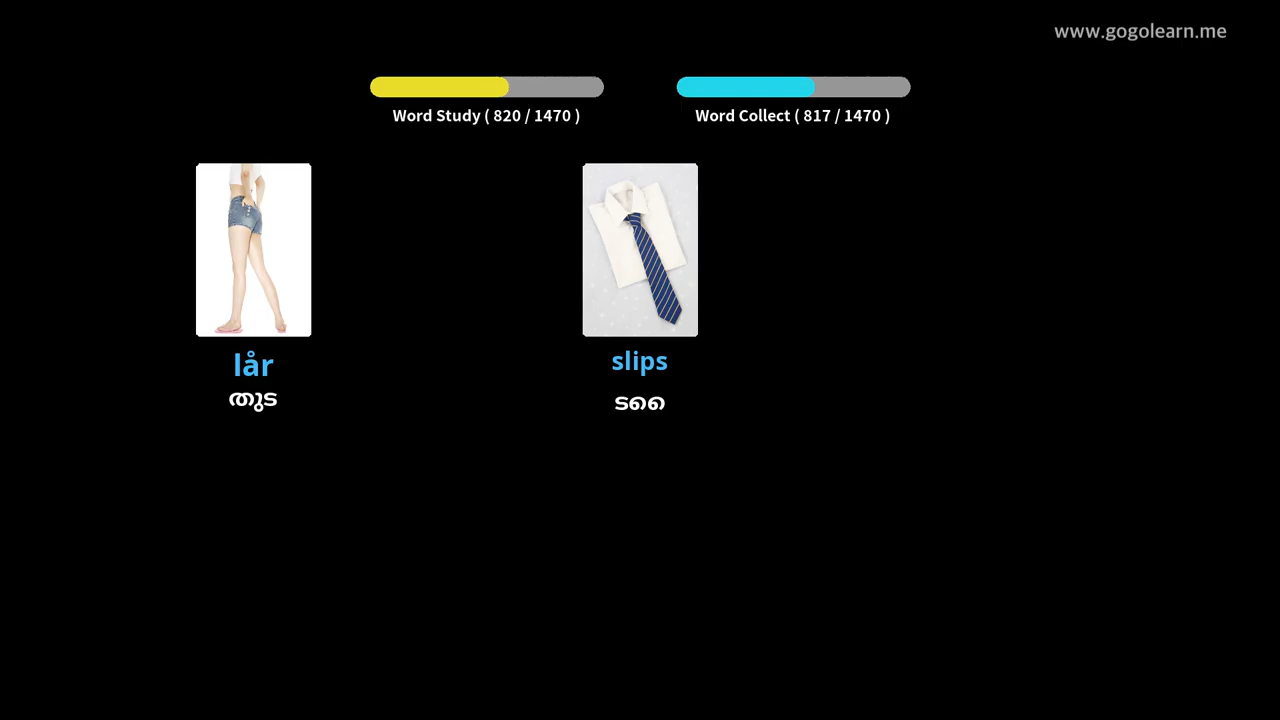 www.gogolearn.me
Word Study ( 820 / 1470 )
Word Collect ( 817 / 1470 )
lår
തുട
slips
ടൈ